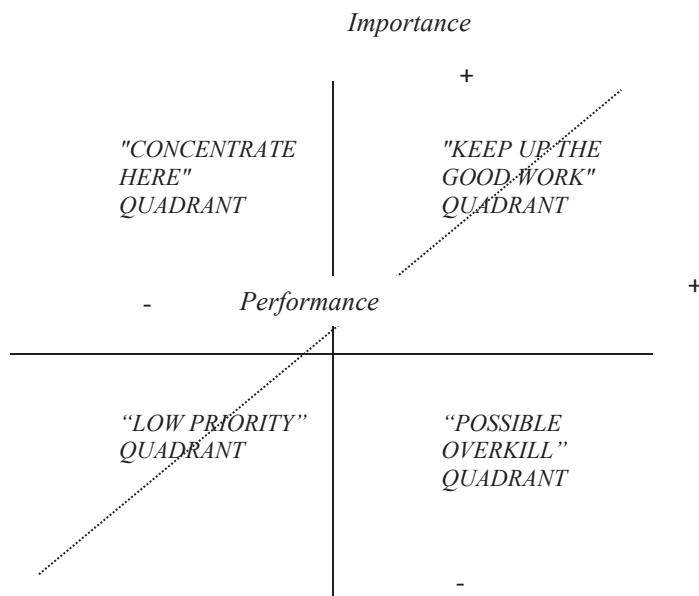 Importance
+
"CONCENTRATE
HERE"
QUADRANT
"KEEP UP THE
GOOD WORK"
QUADRANT
+
-
Performance
“LOW PRIORITY”
QUADRANT
“POSSIBLE
OVERKILL”
QUADRANT
-